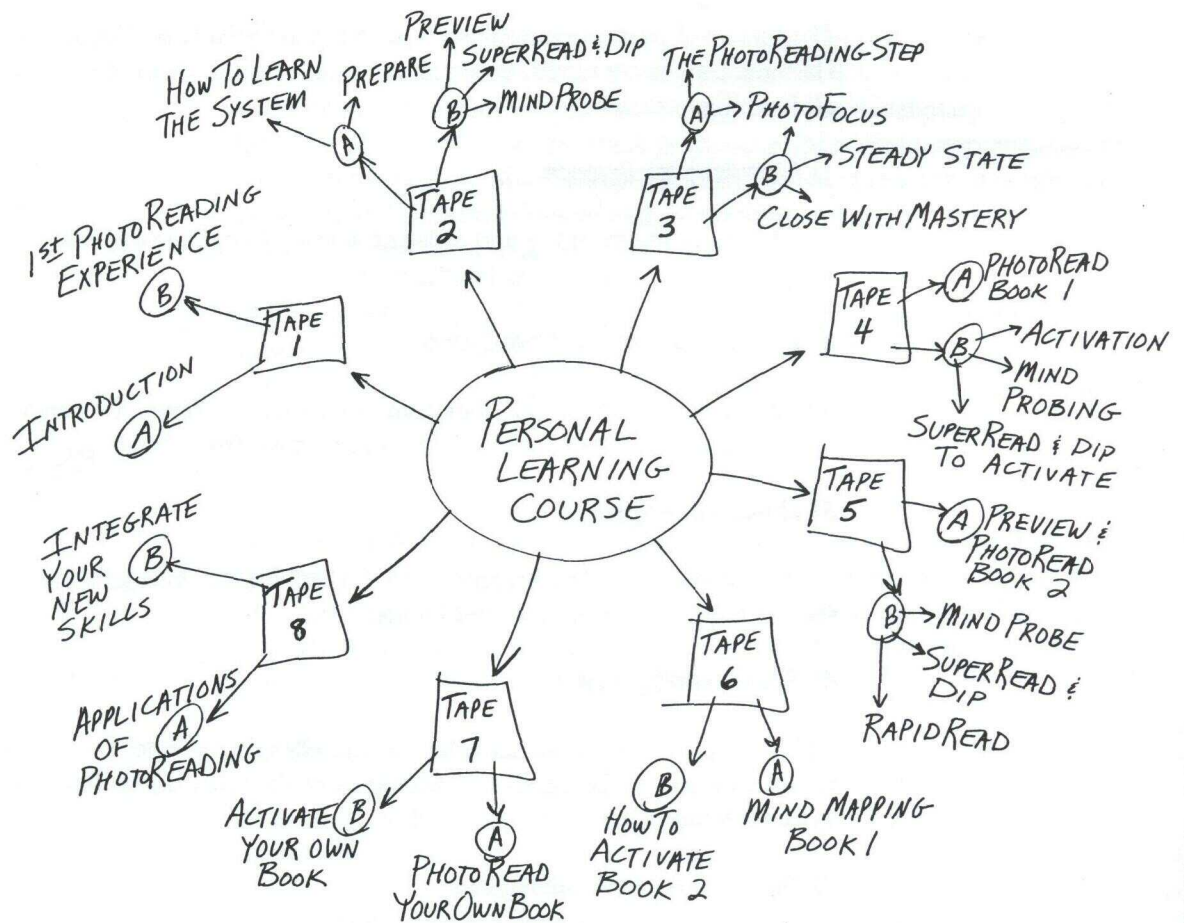 PERSONAL
LEARNING
COURSE
TAPE
1
A
INTRODUCTION
B
1st PHOTOREADING
EXPERIENCE
TAPE
2
A
HOW TO LEARN
THE SYSTEM
PREPARE
B
PREVIEW
SUPERREAD & DIP
MIND PROBE
TAPE
3
A
THE PHOTOREADING STEP
B
PHOTOFOCUS
STEADY STATE
CLOSE WITH MASTERY
TAPE
4
A
PHOTOREAD
BOOK 1
B
ACTIVATION
MIND
PROBING
SUPERREAD & DIP
TO ACTIVATE
TAPE
5
A
PREVIEW &
PHOTOREAD
BOOK 2
B
MIND PROBE
SUPERREAD &
DIP
RAPIDREAD
TAPE
6
A
MIND MAPPING
BOOK 1
B
HOW TO
ACTIVATE
BOOK 2
TAPE
7
A
PHOTOREAD
YOUR OWN BOOK
B
ACTIVATE
YOUR OWN
BOOK
TAPE
8
A
APPLICATIONS
OF
PHOTOREADING
B
INTEGRATE
YOUR
NEW
SKILLS